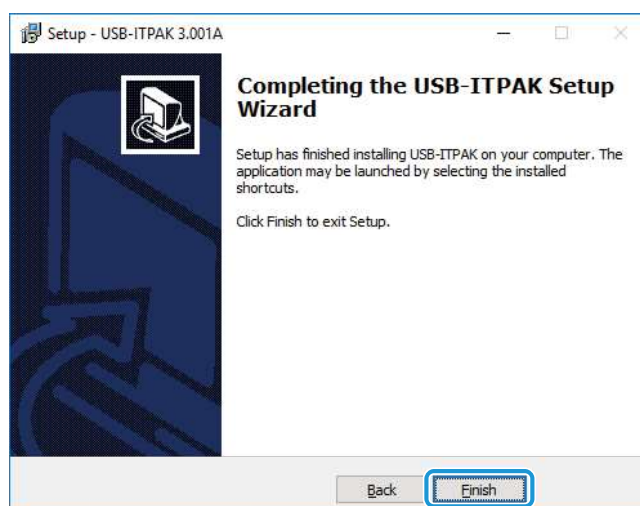 Setup - USB-ITPAK 3.001A
Completing the USB-ITPAK Setup
Wizard
Setup has finished installing USB-ITPAK on your computer. The
application may be launched by selecting the installed
shortcuts.
Click Finish to exit Setup.
Back
Finish